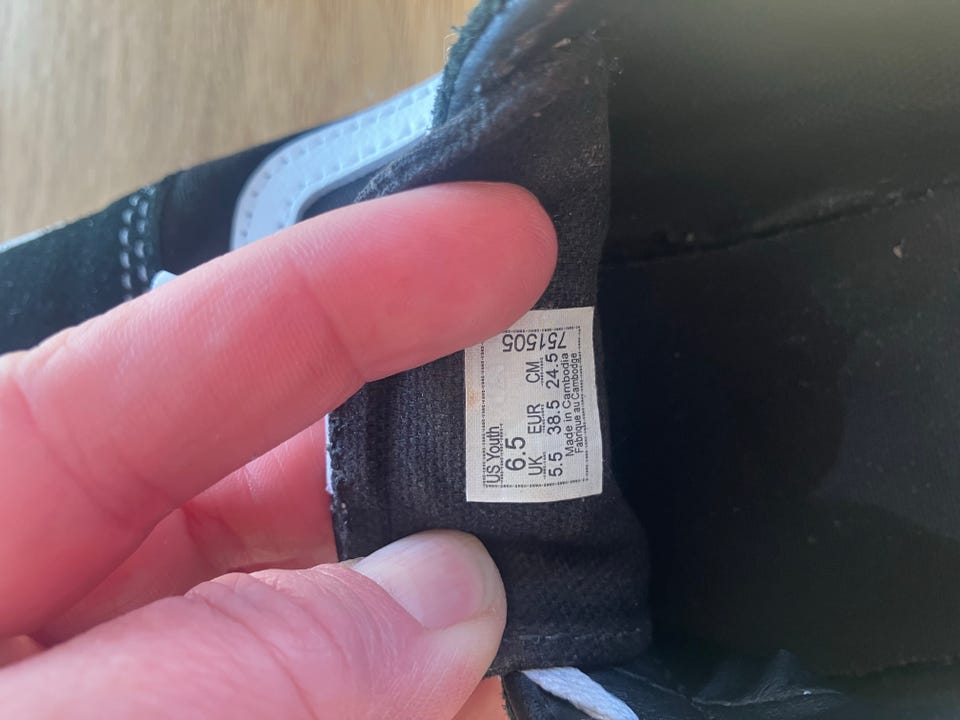 US Youth
6.5
UK EUR CM
5.5 38.5 24.5
Made in Cambodia
Fabrique au Cambodge
751505